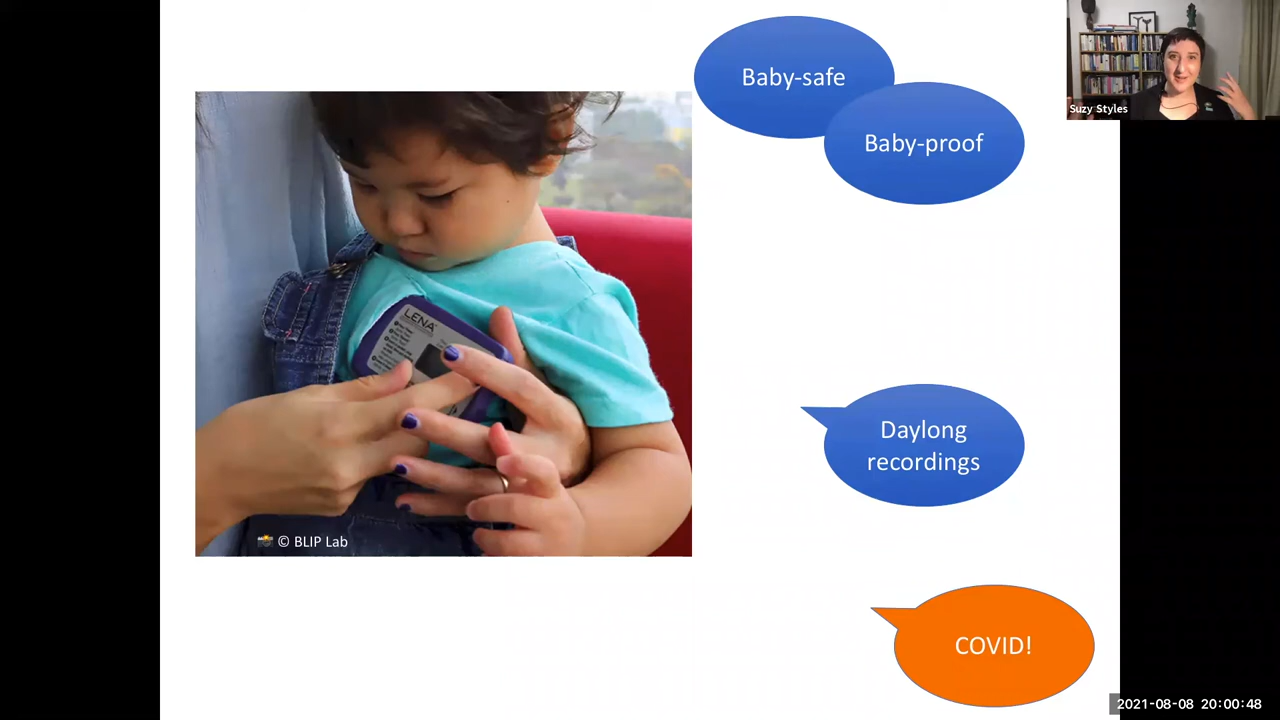 Baby-safe
Baby-proof
Suzy Styles
LENA
Daylong
recordings
📸 © BLIP Lab
COVID!
2021-08-08 20:00:48